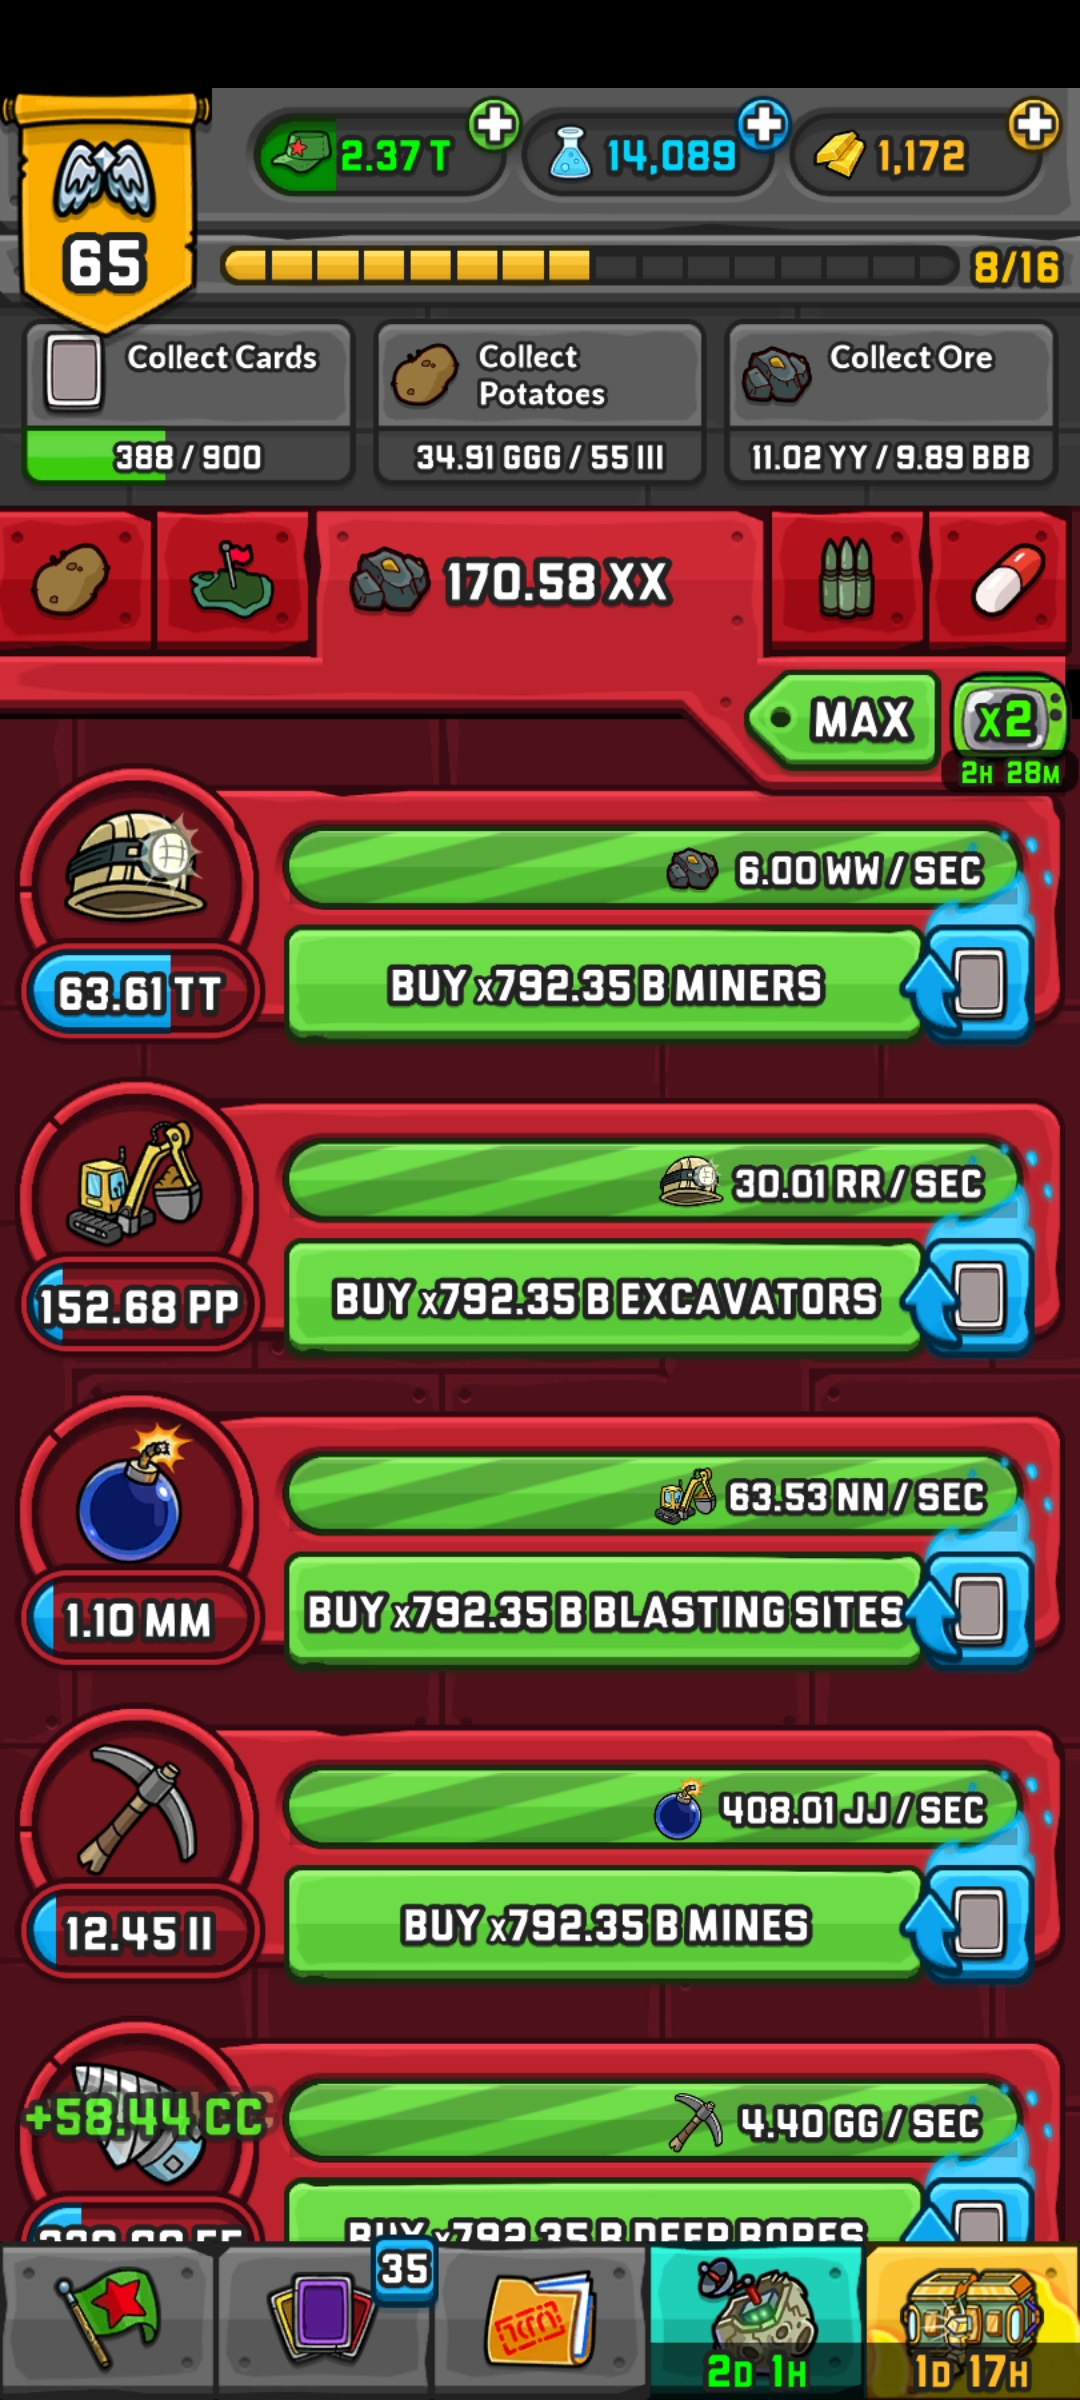 2.37 T
14,089
1,172
65
8/16
Collect Cards
388 / 900
Collect
Potatoes
34.91 GGG / 55 III
Collect Ore
11.02 YY / 9.89 BBB
170.58 XX
MAX
x2
2H 28M
6.00 WW / SEC
63.61 TT
BUY x792.35 B MINERS
30.01 RR / SEC
152.68 PP
BUY x792.35 B EXCAVATORS
63.53 NN / SEC
1.10 MM
BUY x792.35 B BLASTING SITES
408.01 JJ / SEC
12.45 II
BUY x792.35 B MINES
+58.44 CC
4.40 GG / SEC
BUY x792.35 B DEEP BORES
35
2D 1H
1D 17H